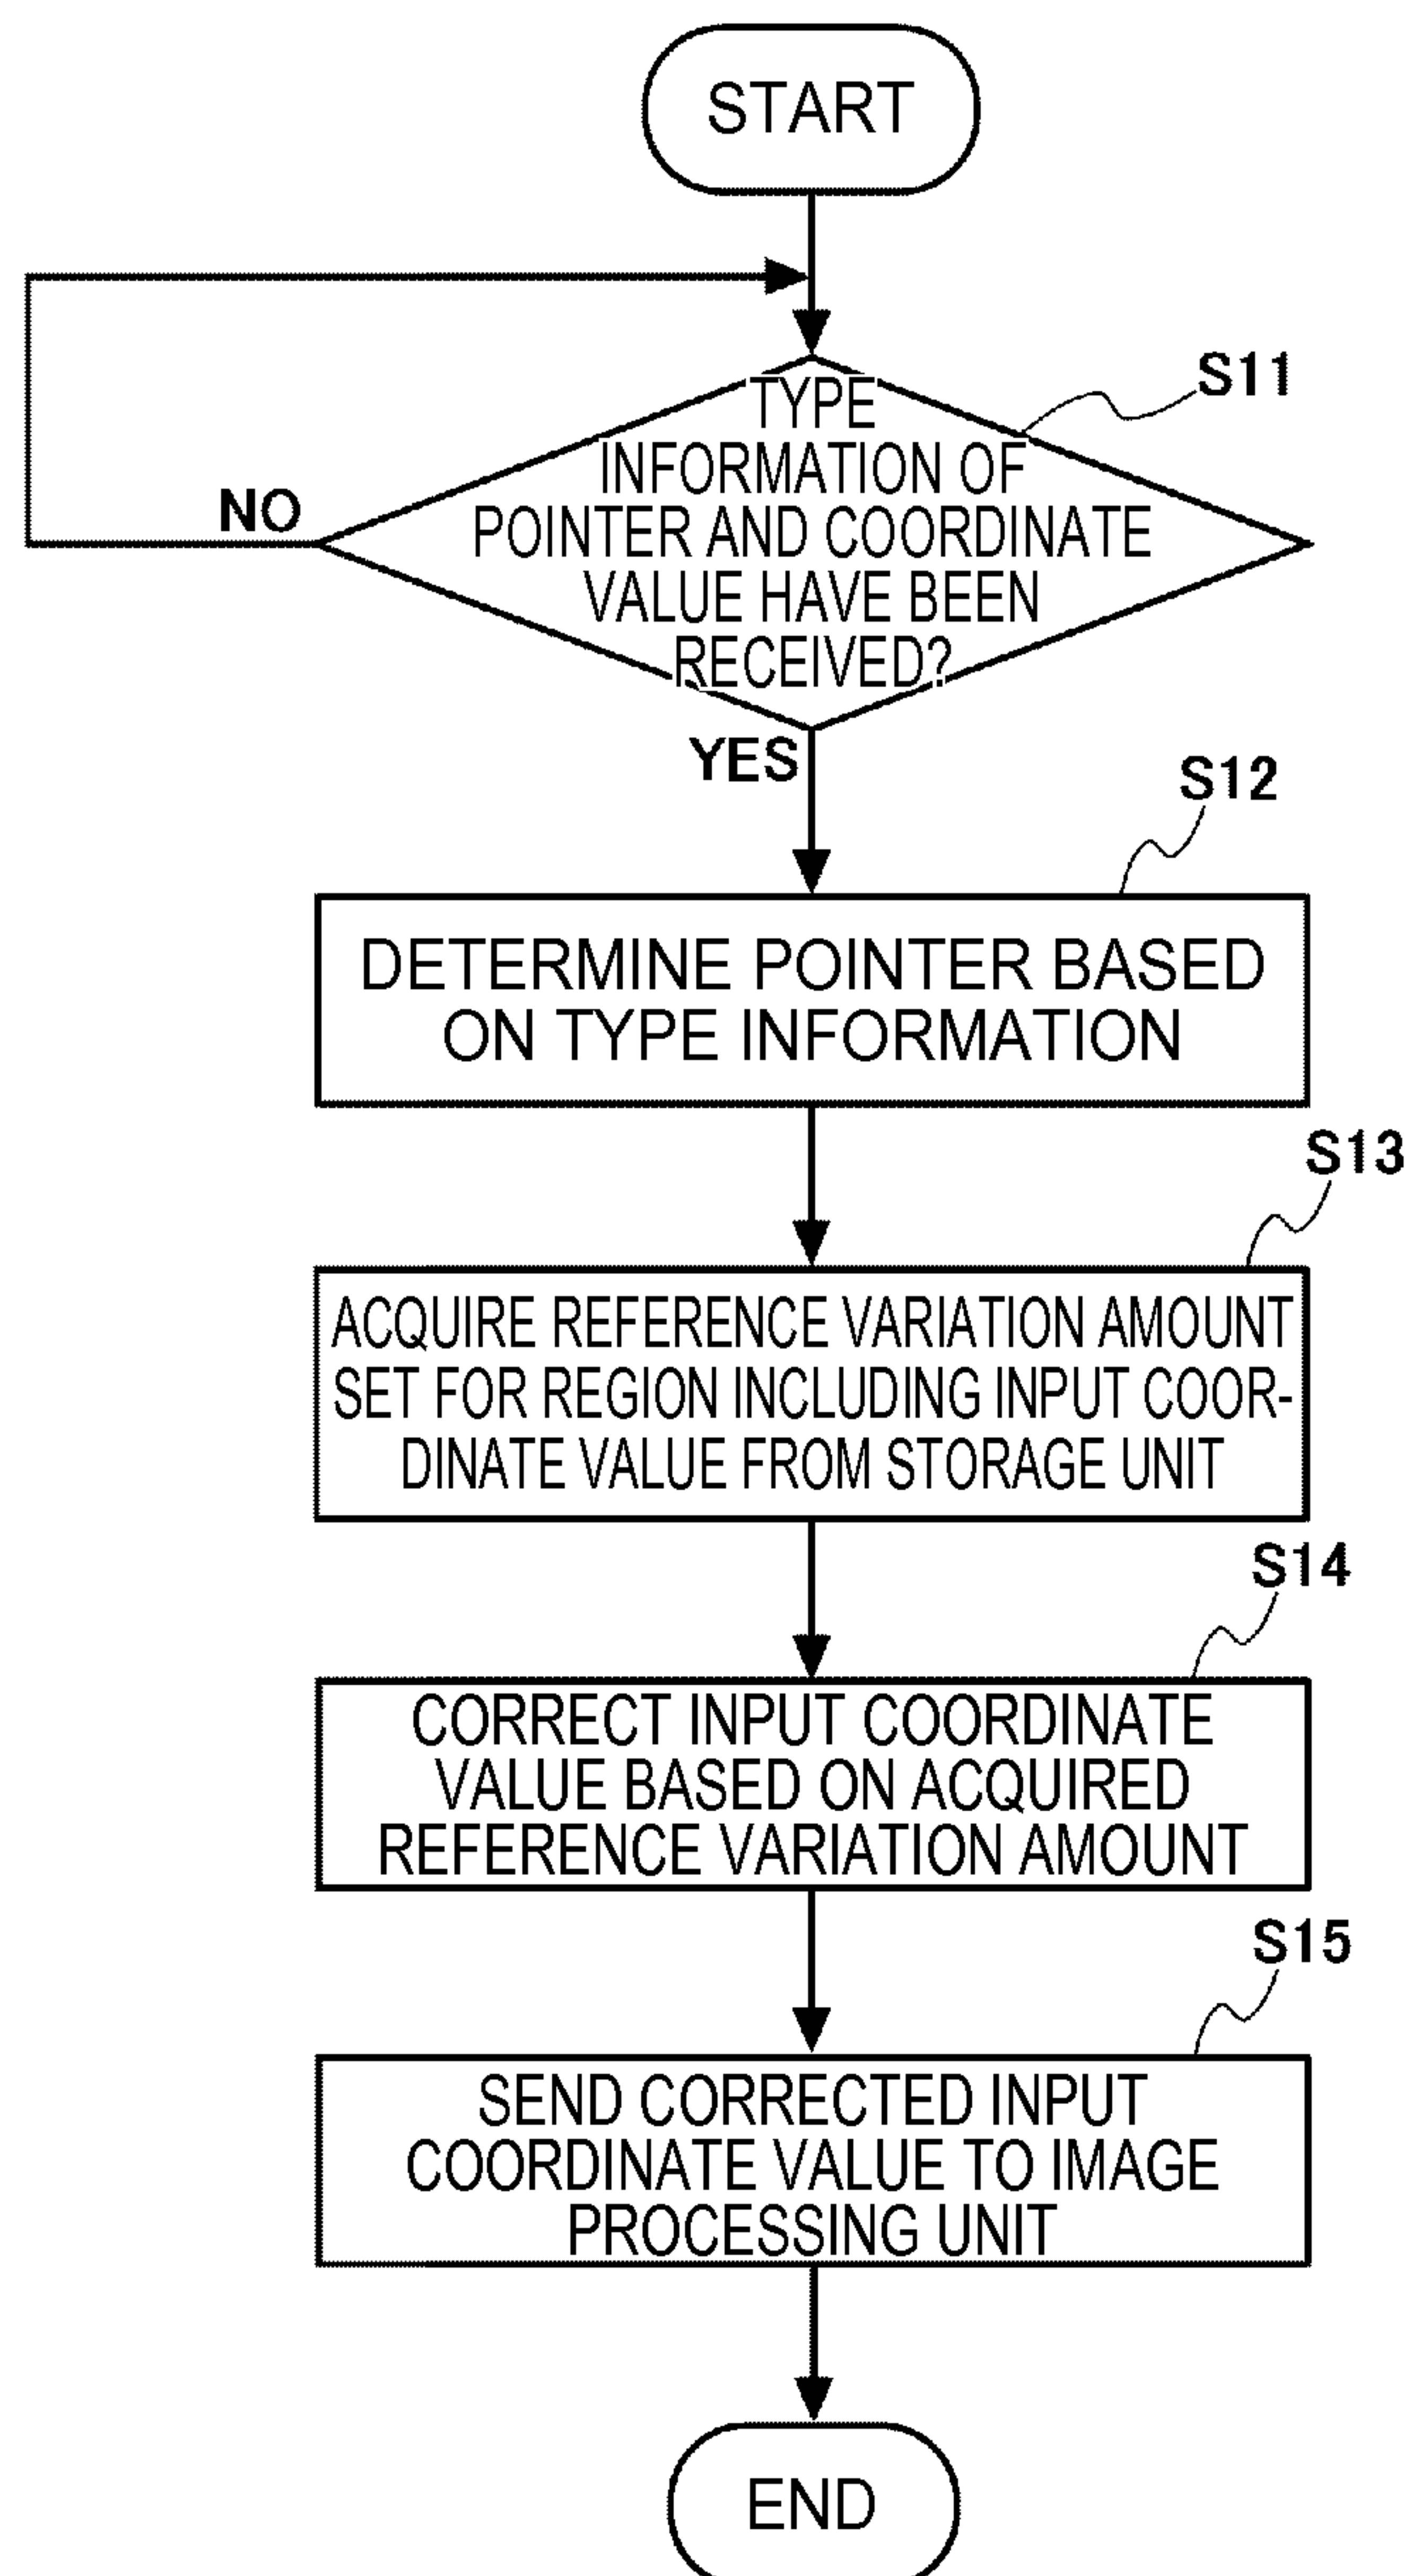 START
S11
TYPE
INFORMATION OF
POINTER AND COORDINATE
VALUE HAVE BEEN
RECEIVED?
NO
YES
S12
DETERMINE POINTER BASED
ON TYPE INFORMATION
S13
ACQUIRE REFERENCE VARIATION AMOUNT
SET FOR REGION INCLUDING INPUT COOR-
DINATE VALUE FROM STORAGE UNIT
S14
CORRECT INPUT COORDINATE
VALUE BASED ON ACQUIRED
REFERENCE VARIATION AMOUNT
S15
SEND CORRECTED INPUT
COORDINATE VALUE TO IMAGE
PROCESSING UNIT
END